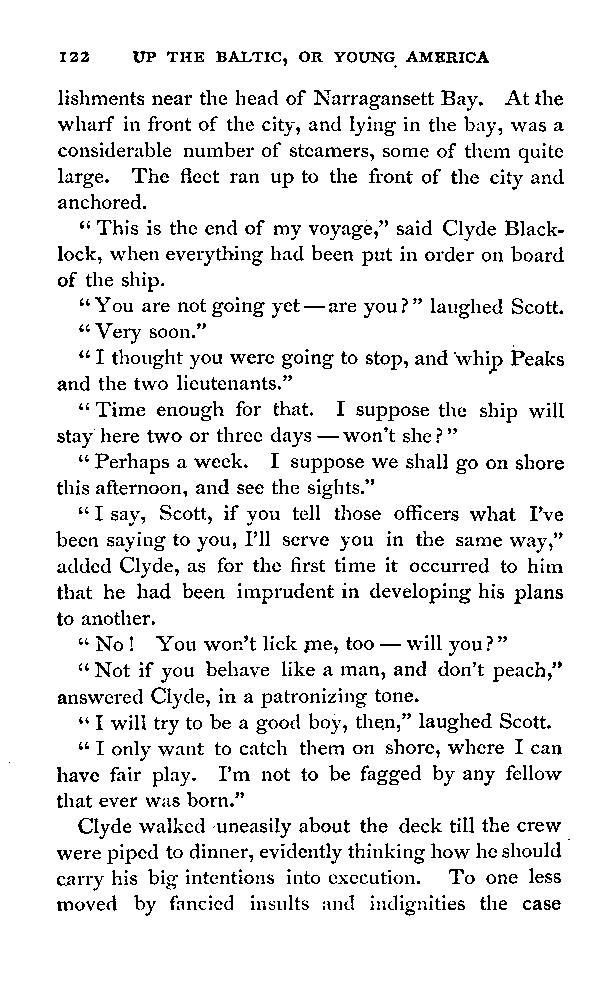 122 UP THE BALTIC, OR YOUNG AMERICA
lishments near the head of Narragansett Bay. At the
wharf in front of the city, and lying in the bay, was a
considerable number of steamers, some of them quite
large. The fleet ran up to the front of the city and
anchored.
“This is the end of my voyage,” said Clyde Black-
lock, when everything had been put in order on board
of the ship.
“You are not going yet — are you?” laughed Scott.
“Very soon.”
“I thought you were going to stop, and whip Peaks
and the two lieutenants.”
“Time enough for that. I suppose the ship will
stay here two or three days — won’t she?”
“Perhaps a week. I suppose we shall go on shore
this afternoon, and see the sights.”
“I say, Scott, if you tell those officers what I’ve
been saying to you, I’ll serve you in the same way,”
added Clyde, as for the first time it occurred to him
that he had been imprudent in developing his plans
to another.
“No! You won’t lick me, too — will you?”
“Not if you behave like a man, and don’t peach,”
answered Clyde, in a patronizing tone.
“I will try to be a good boy, then,” laughed Scott.
“I only want to catch them on shore, where I can
have fair play. I’m not to be fagged by any fellow
that ever was born.”
Clyde walked uneasily about the deck till the crew
were piped to dinner, evidently thinking how he should
carry his big intentions into execution. To one less
moved by fancied insults and indignities the case